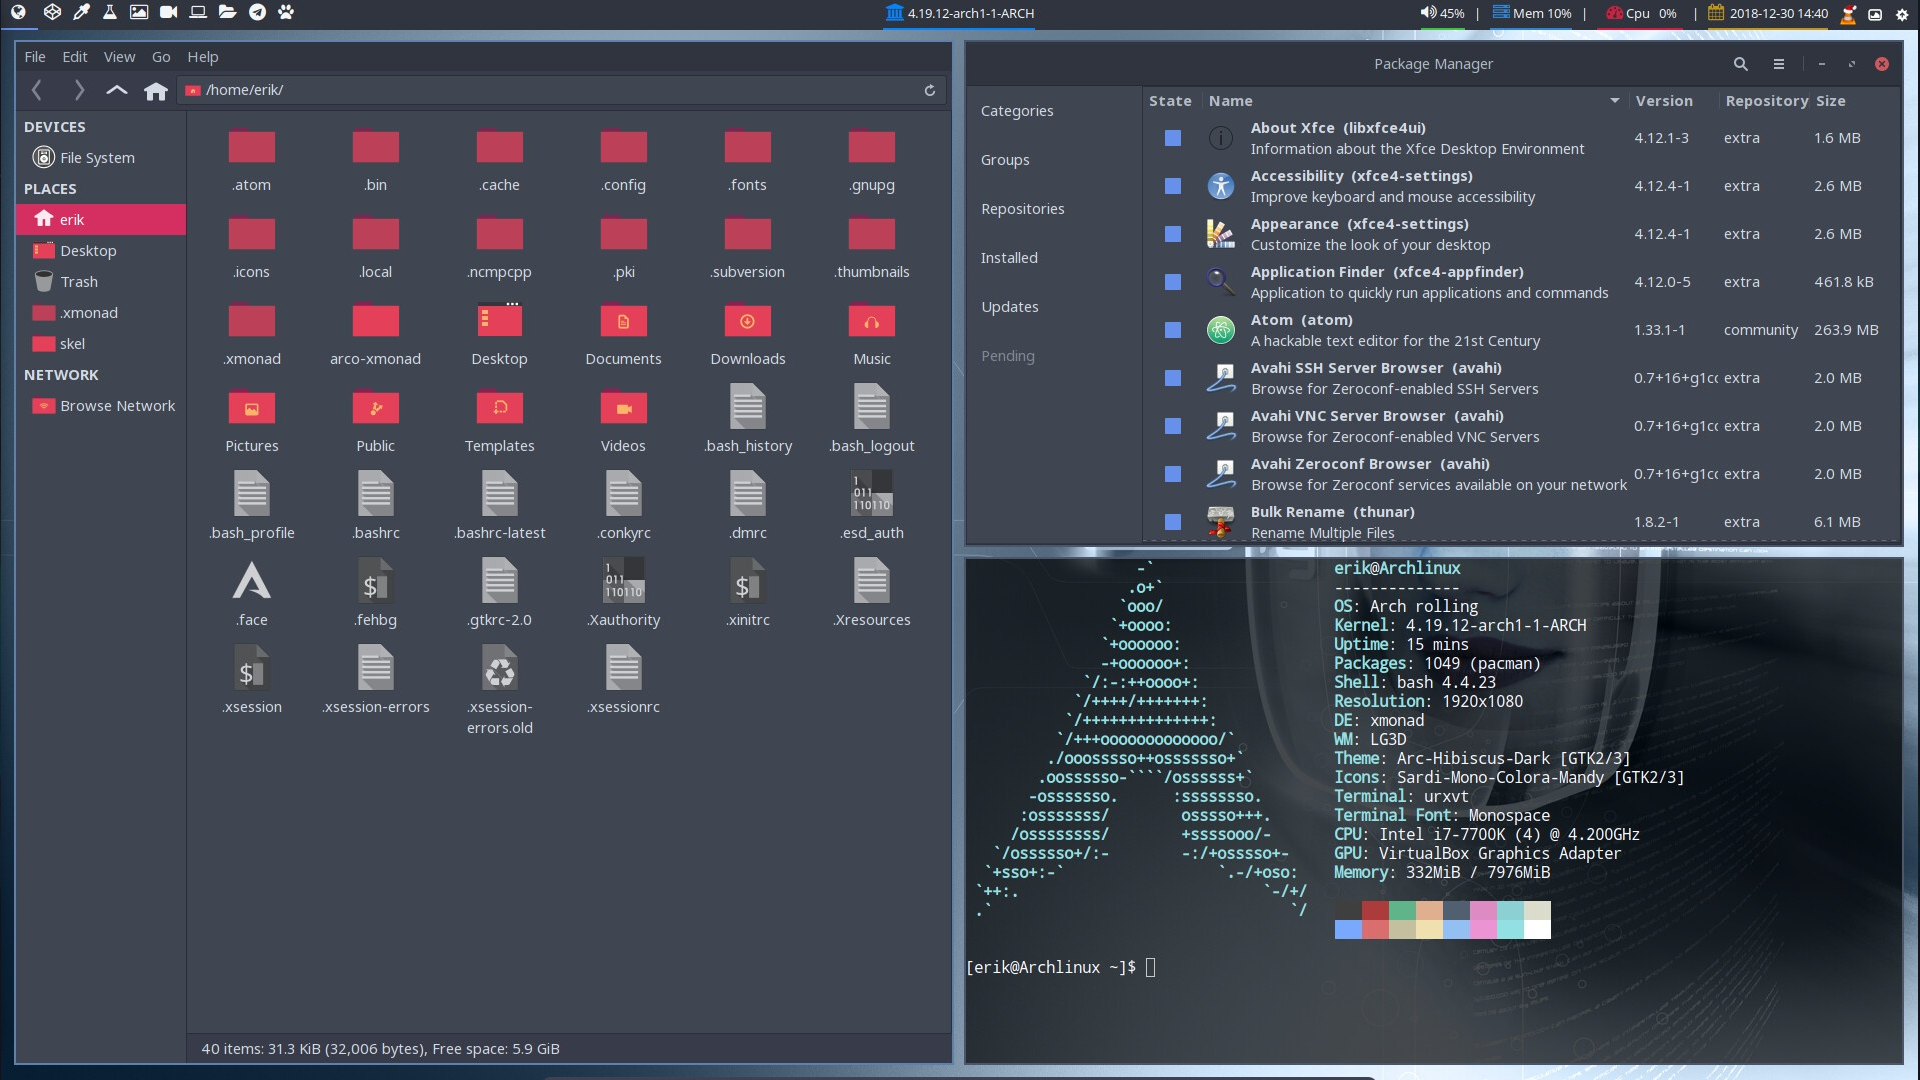 4.19.12-arch1-1-ARCH
45% | Mem 10% | Cpu 0% | 2018-12-30 14:40
File Edit View Go Help
/home/erik/
DEVICES
File System
PLACES
erik
Desktop
Trash
.xmonad
skel
NETWORK
Browse Network
.atom .bin .cache .config .fonts .gnupg
.icons .local .ncmpcpp .pki .subversion .thumbnails
.xmonad arco-xmonad Desktop Documents Downloads Music
Pictures Public Templates Videos .bash_history .bash_logout
.bash_profile .bashrc .bashrc-latest .conkyrc .dmrc .esd_auth
.face .fehbg .gtkrc-2.0 .Xauthority .xinitrc .Xresources
.xsession .xsession-errors .xsession-errors.old .xsessionrc
40 items: 31.3 KiB (32,006 bytes), Free space: 5.9 GiB
Package Manager
Categories
Groups
Repositories
Installed
Updates
Pending
State Name Version Repository Size
About Xfce (libxfce4ui)
Information about the Xfce Desktop Environment
4.12.1-3 extra 1.6 MB
Accessibility (xfce4-settings)
Improve keyboard and mouse accessibility
4.12.4-1 extra 2.6 MB
Appearance (xfce4-settings)
Customize the look of your desktop
4.12.4-1 extra 2.6 MB
Application Finder (xfce4-appfinder)
Application to quickly run applications and commands
4.12.0-5 extra 461.8 kB
Atom (atom)
A hackable text editor for the 21st Century
1.33.1-1 community 263.9 MB
Avahi SSH Server Browser (avahi)
Browse for Zeroconf-enabled SSH Servers
0.7+16+g1cc extra 2.0 MB
Avahi VNC Server Browser (avahi)
Browse for Zeroconf-enabled VNC Servers
0.7+16+g1cc extra 2.0 MB
Avahi Zeroconf Browser (avahi)
Browse for Zeroconf services available on your network
0.7+16+g1cc extra 2.0 MB
Bulk Rename (thunar)
Rename Multiple Files
1.8.2-1 extra 6.1 MB
erik@Archlinux
--------------
OS: Arch rolling
Kernel: 4.19.12-arch1-1-ARCH
Uptime: 15 mins
Packages: 1049 (pacman)
Shell: bash 4.4.23
Resolution: 1920x1080
DE: xmonad
WM: LG3D
Theme: Arc-Hibiscus-Dark [GTK2/3]
Icons: Sardi-Mono-Colora-Mandy [GTK2/3]
Terminal: urxvt
Terminal Font: Monospace
CPU: Intel i7-7700K (4) @ 4.200GHz
GPU: VirtualBox Graphics Adapter
Memory: 332MiB / 7976MiB
[erik@Archlinux ~]$